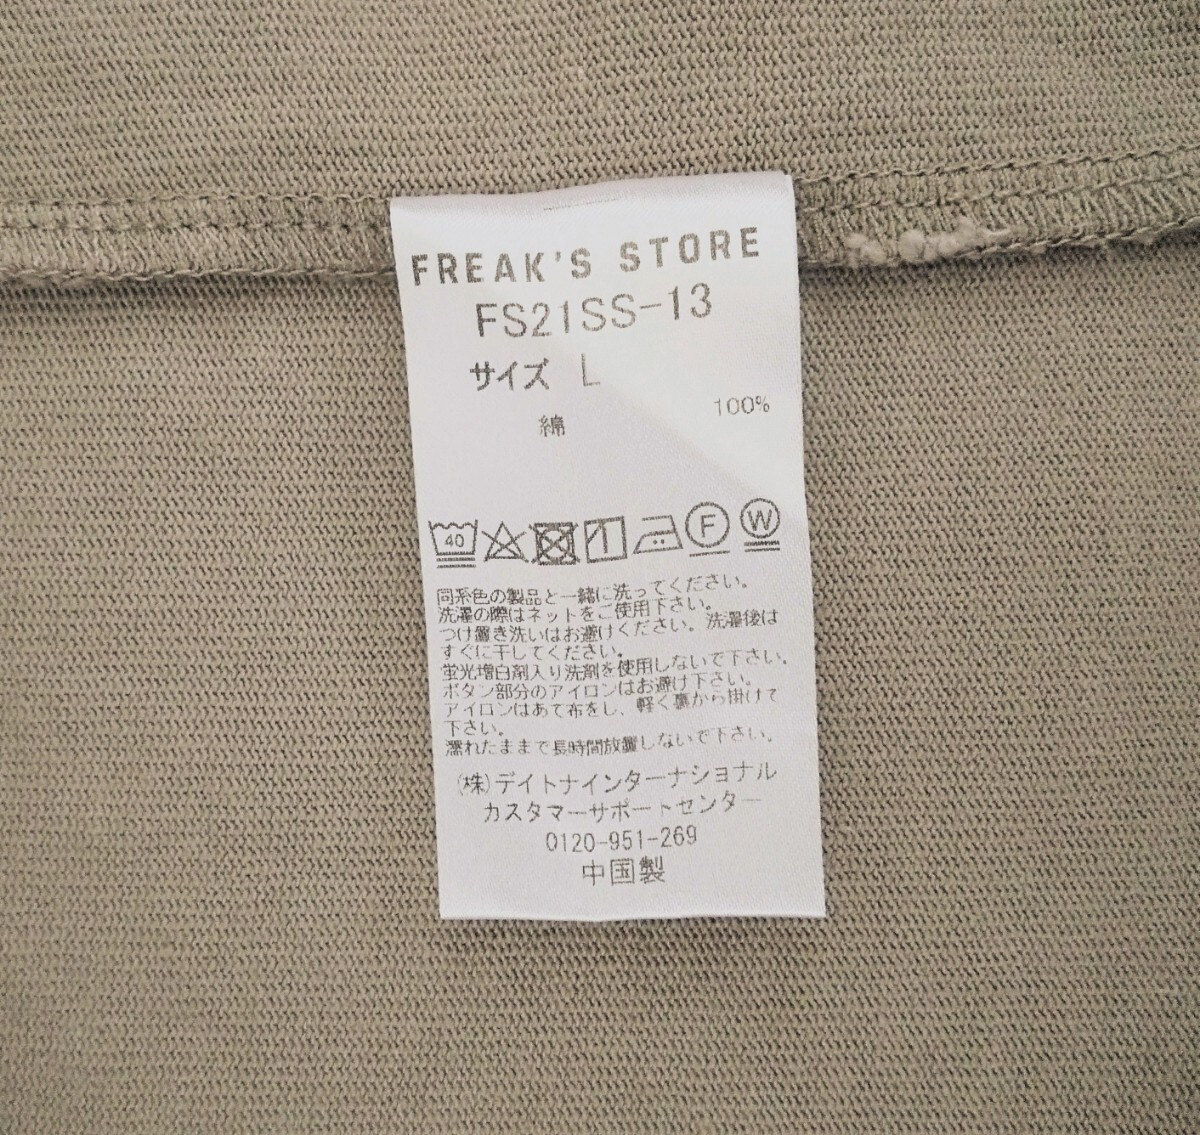 FREAK'S STORE
FS21SS-13
サイズ L
綿 100%
40 F W
同系色の製品と一緒に洗ってください。
洗濯の際はネットをご使用下さい。
つけ置き洗いはお避けください。洗濯後は
すぐに干してください。
蛍光増白剤入り洗剤を使用しないで下さい。
ボタン部分のアイロンはお避け下さい。
アイロンはあて布をし、軽く裏から掛けて
下さい。
濡れたままで長時間放置しないで下さい。
(株)デイトナインターナショナル
カスタマーサポートセンター
0120-951-269
中国製